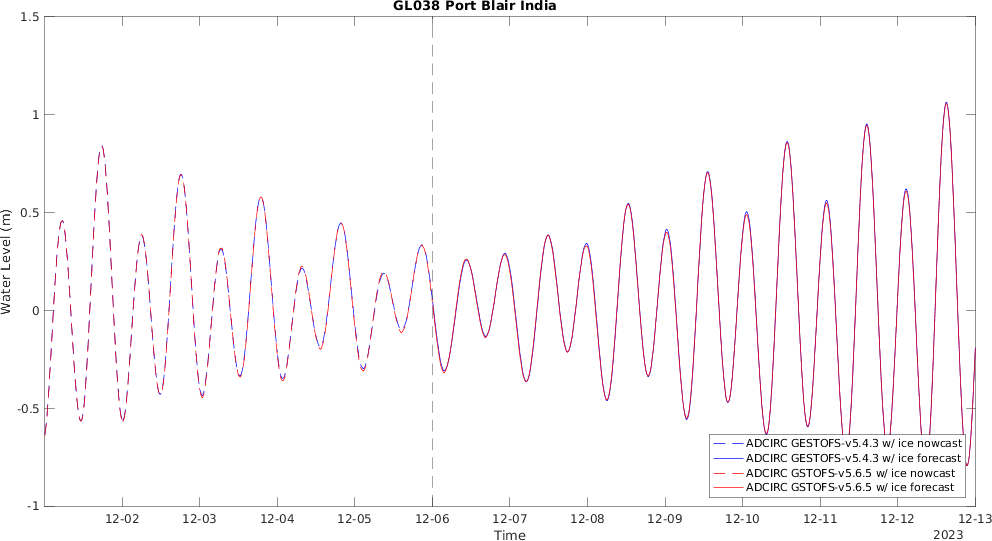 GL038 Port Blair India
1.5
1
0.5
0
-0.5
-1
Water Level (m)
ADCIRC GESTOFS-v5.4.3 w/ ice nowcast
ADCIRC GESTOFS-v5.4.3 w/ ice forecast
ADCIRC GSTOFS-v5.6.5 w/ ice nowcast
ADCIRC GSTOFS-v5.6.5 w/ ice forecast
12-02 12-03 12-04 12-05 12-06 12-07 12-08 12-09 12-10 12-11 12-12 12-13
Time
2023